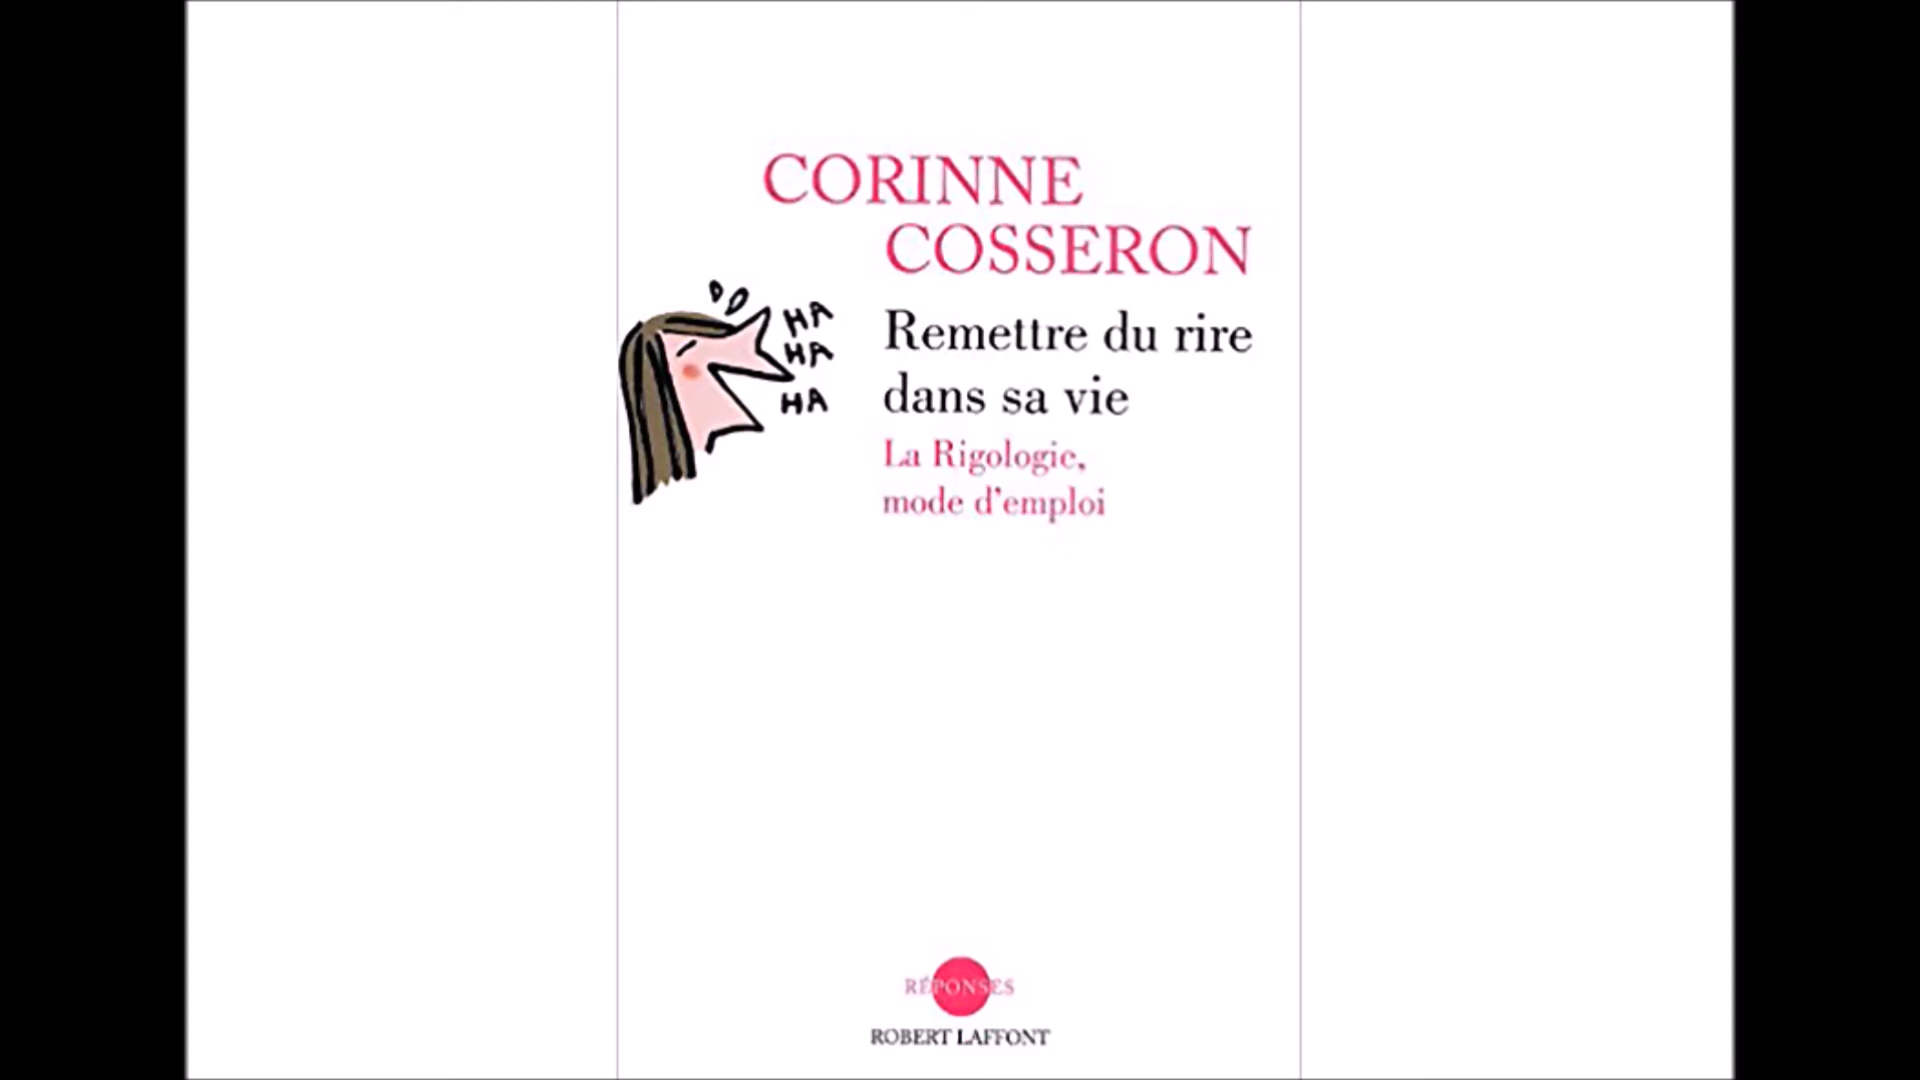 CORINNE
COSSERON
HA
HA
HA
Remettre du rire
dans sa vie
La Rigologie,
mode d'emploi
RÉPONSES
ROBERT LAFFONT